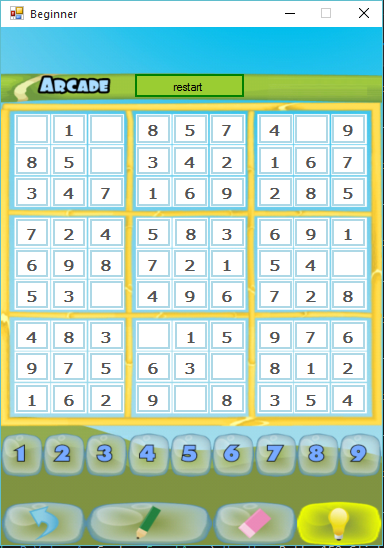 Beginner
ARCADE restart
1 8 5 7 4 9
8 5 3 4 2 1 6 7
3 4 7 1 6 9 2 8 5
7 2 4 5 8 3 6 9 1
6 9 8 7 2 1 5 4
5 3 4 9 6 7 2 8
4 8 3 1 5 9 7 6
9 7 5 6 3 8 1 2
1 6 2 9 8 3 5 4
1 2 3 4 5 6 7 8 9